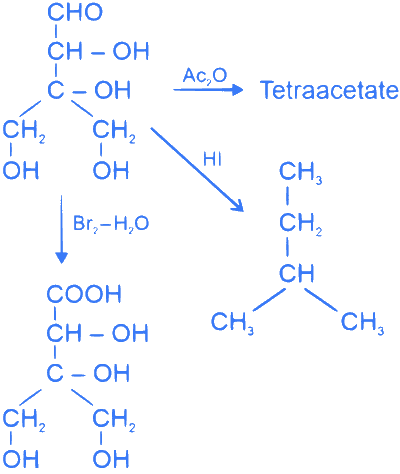 CHO
CH – OH
C – OH
CH₂ CH₂
OH OH
Ac₂O
Tetraacetate
HI
Br₂–H₂O
CH₃
CH₂
CH
CH₃ CH₃
COOH
CH – OH
C – OH
CH₂ CH₂
OH OH